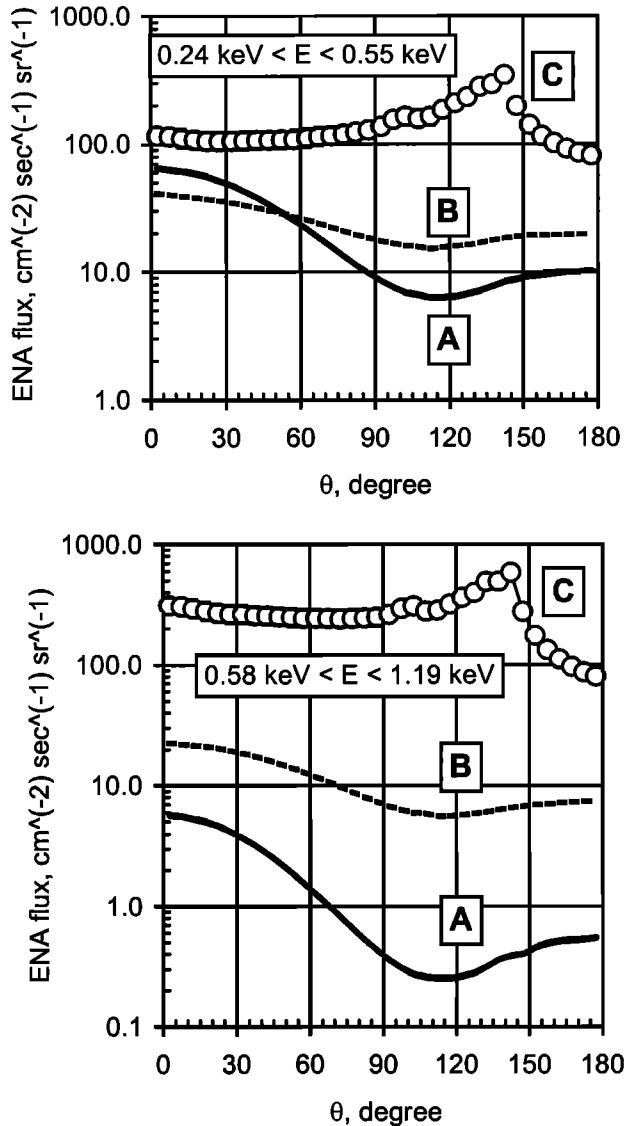 1000.0
0.24 keV < E < 0.55 keV
C
100.0
B
10.0
A
1.0
0 30 60 90 120 150 180
θ, degree
ENA flux, cm^(-2) sec^(-1) sr^(-1)
1000.0
C
100.0
0.58 keV < E < 1.19 keV
B
10.0
A
1.0
0.1
0 30 60 90 120 150 180
θ, degree
ENA flux, cm^(-2) sec^(-1) sr^(-1)